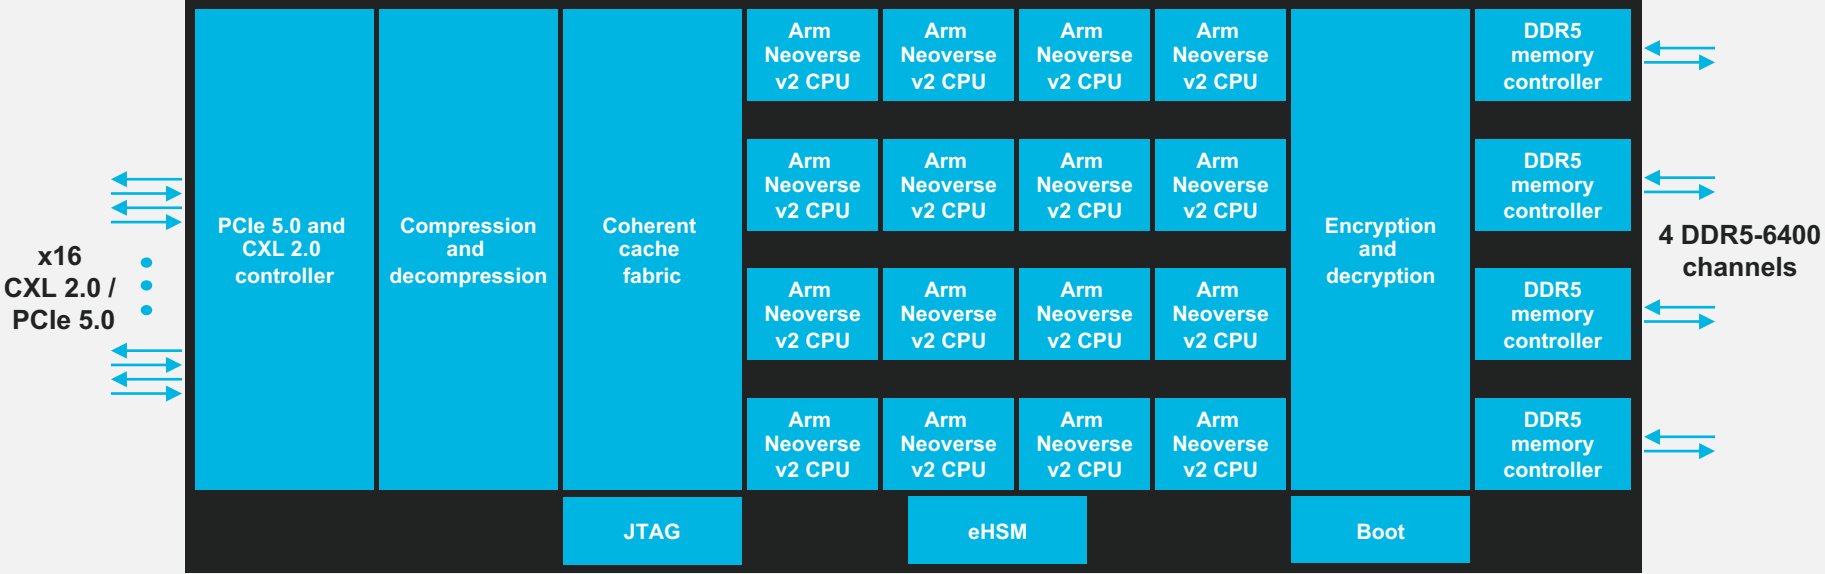 x16
CXL 2.0 /
PCIe 5.0
PCIe 5.0 and
CXL 2.0
controller
Compression
and
decompression
Coherent
cache
fabric
Arm
Neoverse
v2 CPU
Arm
Neoverse
v2 CPU
Arm
Neoverse
v2 CPU
Arm
Neoverse
v2 CPU
Arm
Neoverse
v2 CPU
Arm
Neoverse
v2 CPU
Arm
Neoverse
v2 CPU
Arm
Neoverse
v2 CPU
Arm
Neoverse
v2 CPU
Arm
Neoverse
v2 CPU
Arm
Neoverse
v2 CPU
Arm
Neoverse
v2 CPU
Arm
Neoverse
v2 CPU
Arm
Neoverse
v2 CPU
Arm
Neoverse
v2 CPU
Arm
Neoverse
v2 CPU
Encryption
and
decryption
DDR5
memory
controller
DDR5
memory
controller
DDR5
memory
controller
DDR5
memory
controller
4 DDR5-6400
channels
JTAG
eHSM
Boot